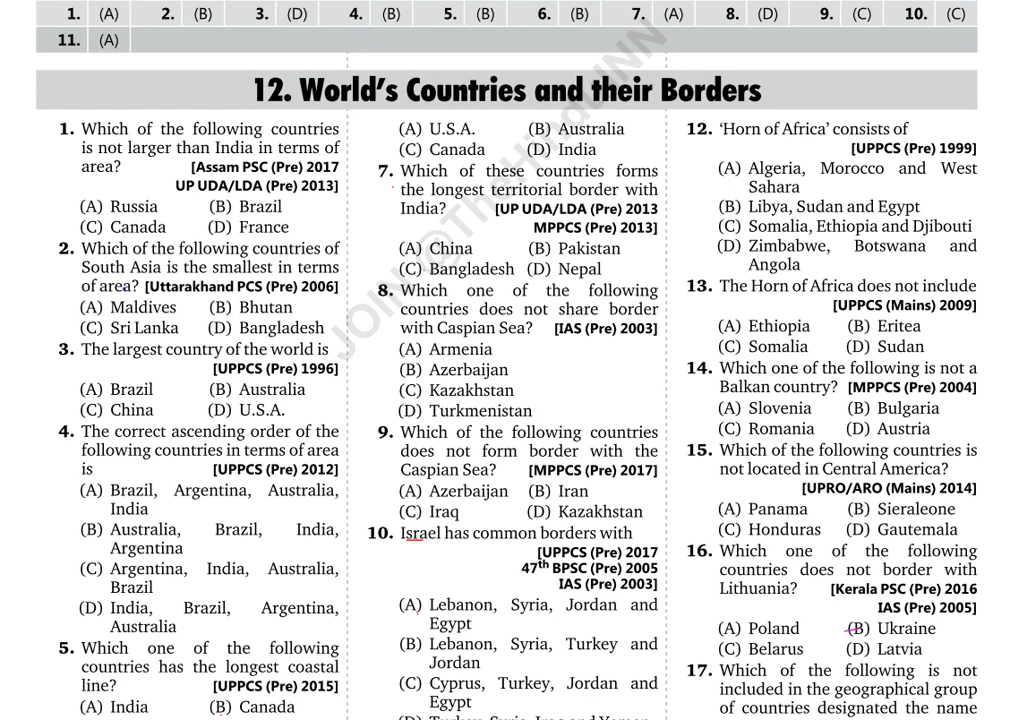 1. (A) 2. (B) 3. (D) 4. (B) 5. (B) 6. (B) 7. (A) 8. (D) 9. (C) 10. (C)
11. (A)
12. World's Countries and their Borders
1. Which of the following countries
is not larger than India in terms of
area? [Assam PSC (Pre) 2017
UP UDA/LDA (Pre) 2013]
(A) Russia (B) Brazil
(C) Canada (D) France
2. Which of the following countries of
South Asia is the smallest in terms
of area? [Uttarakhand PCS (Pre) 2006]
(A) Maldives (B) Bhutan
(C) Sri Lanka (D) Bangladesh
3. The largest country of the world is
[UPPCS (Pre) 1996]
(A) Brazil (B) Australia
(C) China (D) U.S.A.
4. The correct ascending order of the
following countries in terms of area
is [UPPCS (Pre) 2012]
(A) Brazil, Argentina, Australia,
India
(B) Australia, Brazil, India,
Argentina
(C) Argentina, India, Australia,
Brazil
(D) India, Brazil, Argentina,
Australia
5. Which one of the following
countries has the longest coastal
line? [UPPCS (Pre) 2015]
(A) India (B) Canada
(A) U.S.A. (B) Australia
(C) Canada (D) India
7. Which of these countries forms
the longest territorial border with
India? [UP UDA/LDA (Pre) 2013
MPPCS (Pre) 2013]
(A) China (B) Pakistan
(C) Bangladesh (D) Nepal
8. Which one of the following
countries does not share border
with Caspian Sea? [IAS (Pre) 2003]
(A) Armenia
(B) Azerbaijan
(C) Kazakhstan
(D) Turkmenistan
9. Which of the following countries
does not form border with the
Caspian Sea? [MPPCS (Pre) 2017]
(A) Azerbaijan (B) Iran
(C) Iraq (D) Kazakhstan
10. Israel has common borders with
[UPPCS (Pre) 2017
47th BPSC (Pre) 2005
IAS (Pre) 2003]
(A) Lebanon, Syria, Jordan and
Egypt
(B) Lebanon, Syria, Turkey and
Jordan
(C) Cyprus, Turkey, Jordan and
Egypt
(D) Turkey, Syria, Iraq and Yemen
12. 'Horn of Africa' consists of
[UPPCS (Pre) 1999]
(A) Algeria, Morocco and West
Sahara
(B) Libya, Sudan and Egypt
(C) Somalia, Ethiopia and Djibouti
(D) Zimbabwe, Botswana and
Angola
13. The Horn of Africa does not include
[UPPCS (Mains) 2009]
(A) Ethiopia (B) Eritea
(C) Somalia (D) Sudan
14. Which one of the following is not a
Balkan country? [MPPCS (Pre) 2004]
(A) Slovenia (B) Bulgaria
(C) Romania (D) Austria
15. Which of the following countries is
not located in Central America?
[UPRO/ARO (Mains) 2014]
(A) Panama (B) Sieraleone
(C) Honduras (D) Gautemala
16. Which one of the following
countries does not border with
Lithuania? [Kerala PSC (Pre) 2016
IAS (Pre) 2005]
(A) Poland (B) Ukraine
(C) Belarus (D) Latvia
17. Which of the following is not
included in the geographical group
of countries designated the name